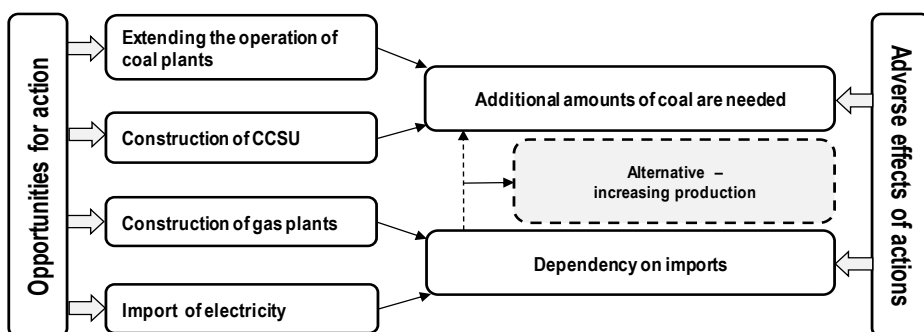 Opportunities for action
Extending the operation of
coal plants
Construction of CCSU
Construction of gas plants
Import of electricity
Additional amounts of coal are needed
Alternative –
increasing production
Dependency on imports
Adverse effects of actions